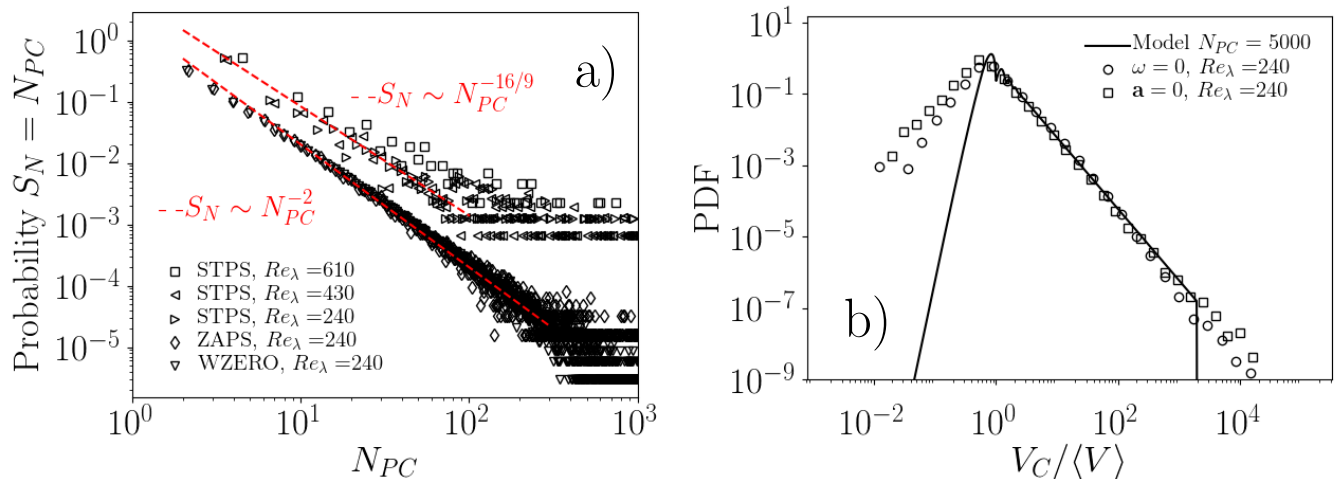 a)
Probability S_N = N_PC
10^0
10^-1
10^-2
10^-3
10^-4
10^-5
--S_N ∼ N_PC^-16/9
--S_N ∼ N_PC^-2
STPS, Re_λ =610
STPS, Re_λ =430
STPS, Re_λ =240
ZAPS, Re_λ =240
WZERO, Re_λ =240
10^0 10^1 10^2 10^3
N_PC
b)
PDF
10^1
10^-1
10^-3
10^-5
10^-7
10^-9
Model N_PC = 5000
ω = 0, Re_λ =240
a = 0, Re_λ =240
10^-2 10^0 10^2 10^4
V_C/⟨V⟩